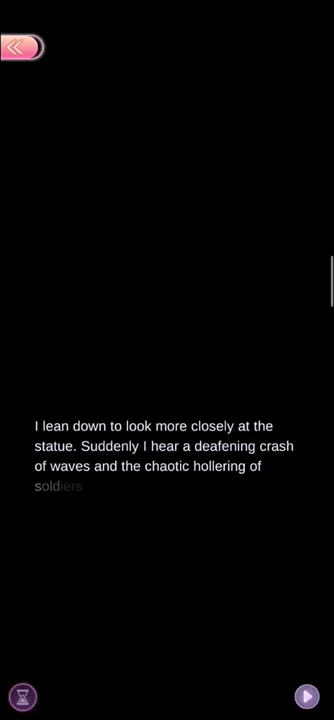 I lean down to look more closely at the
statue. Suddenly I hear a deafening crash
of waves and the chaotic hollering of
soldiers